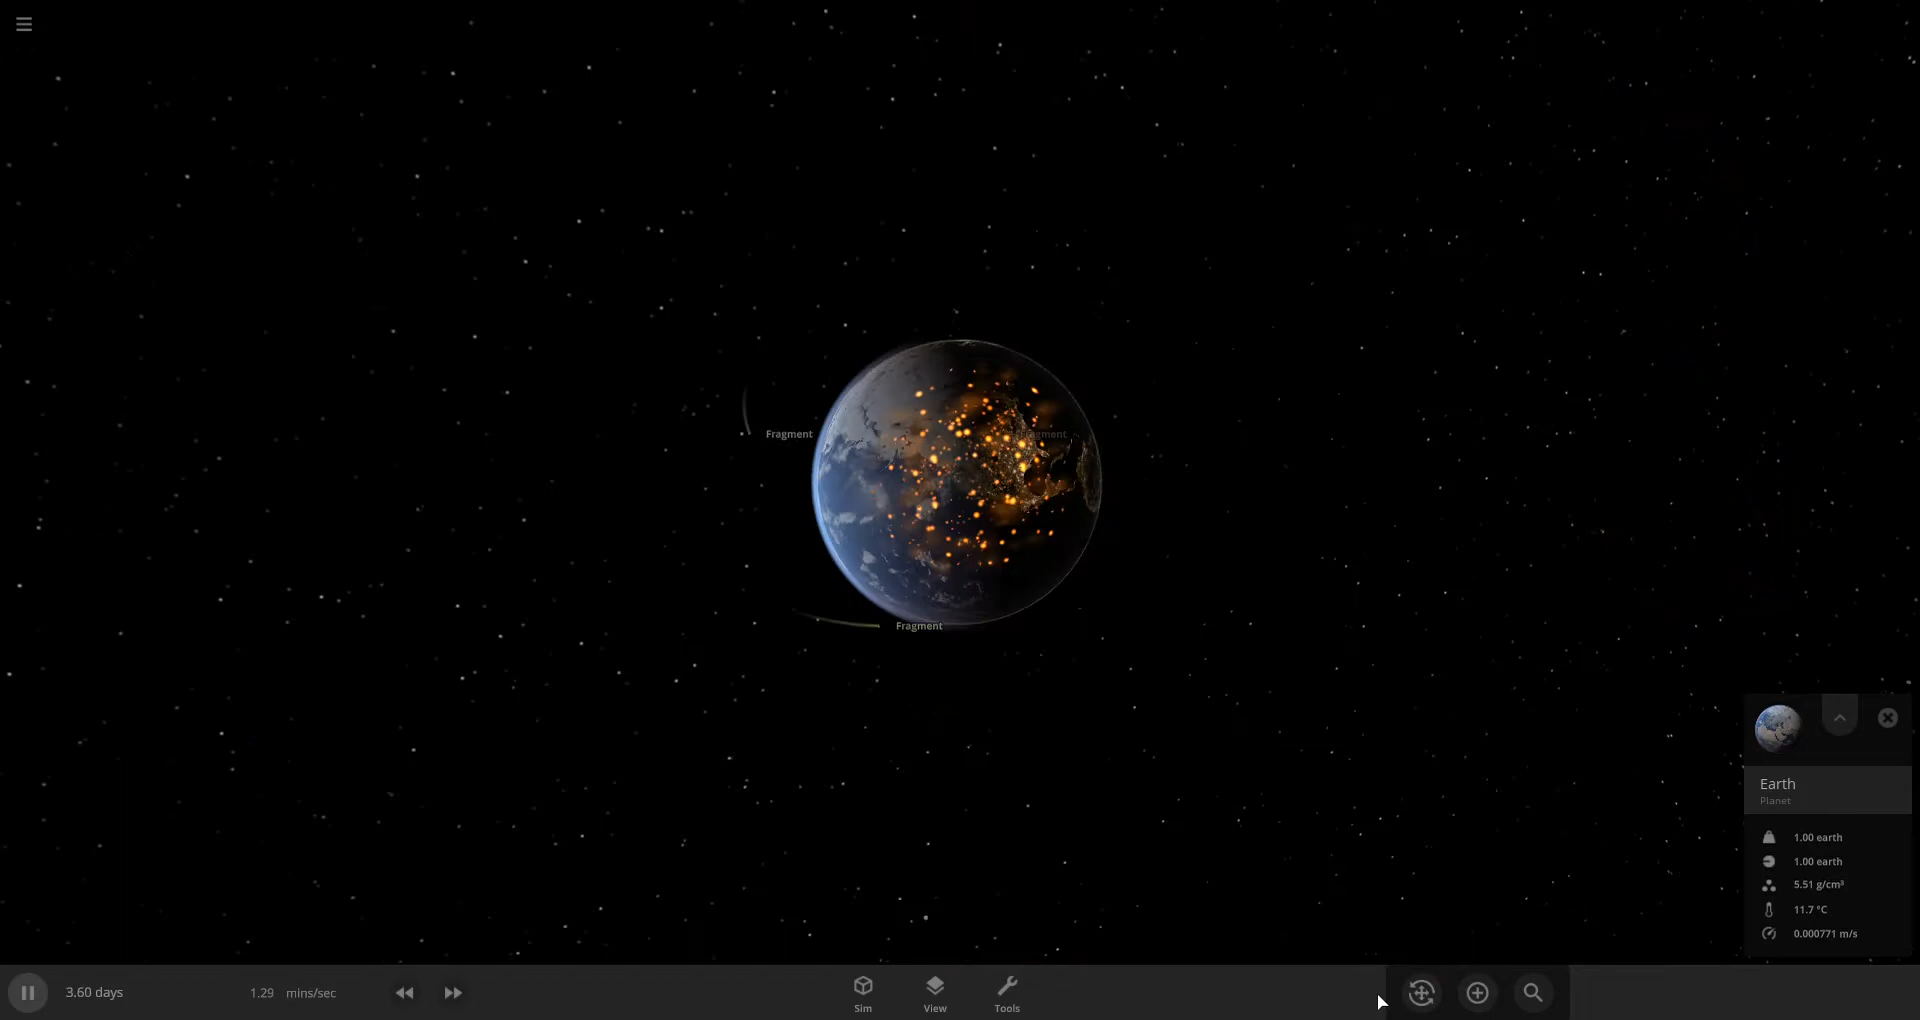 Fragment
Fragment
Fragment
Earth
Planet
1.00 earth
1.00 earth
5.51 g/cm³
11.7 °C
0.000771 m/s
3.60 days
1.29 mins/sec
Sim
View
Tools